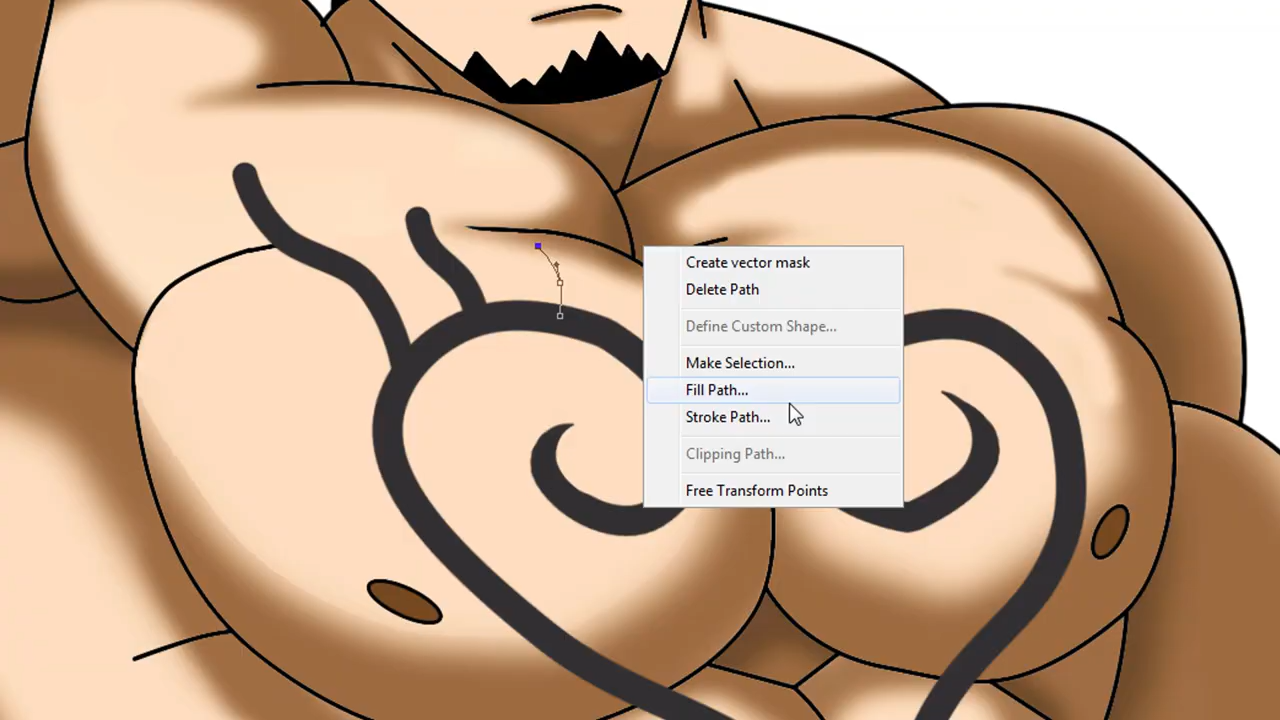 Create vector mask
Delete Path
Define Custom Shape...
Make Selection...
Fill Path...
Stroke Path...
Clipping Path...
Free Transform Points